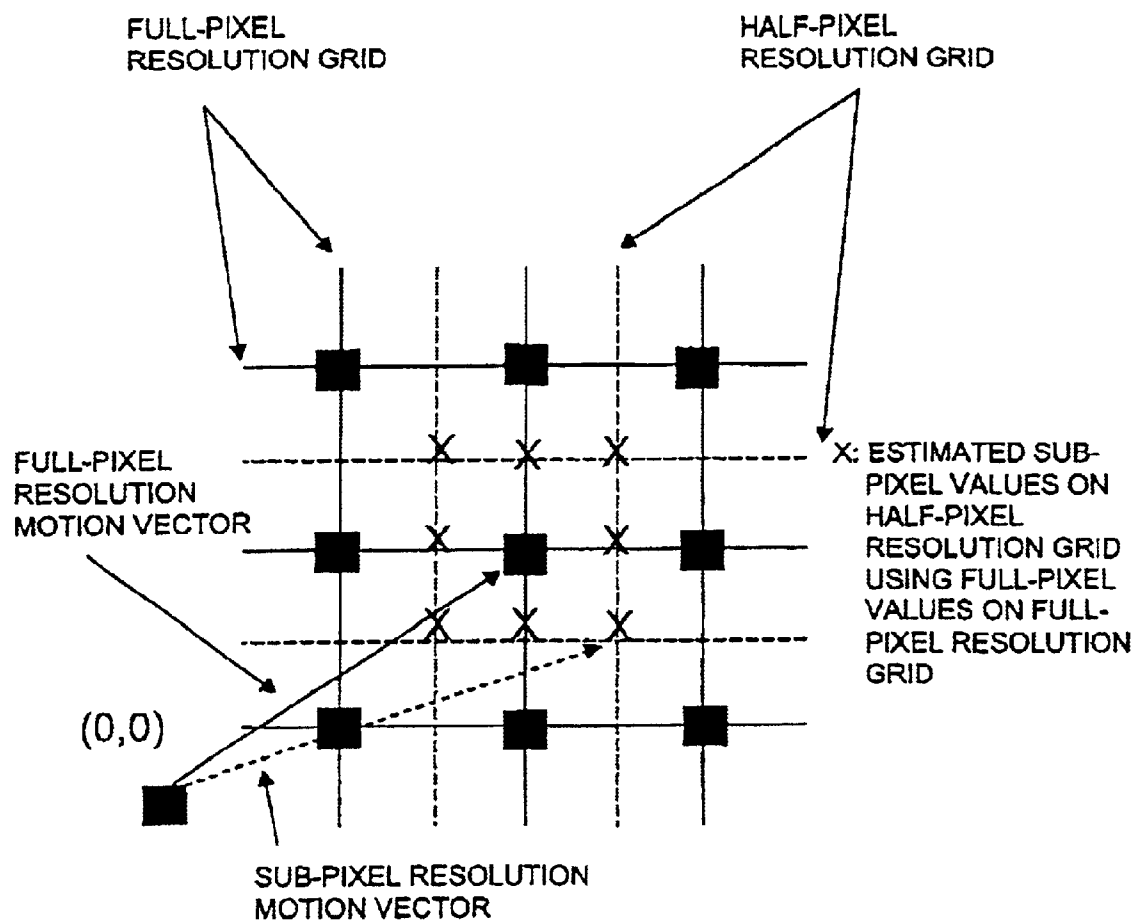 FULL-PIXEL
RESOLUTION GRID
HALF-PIXEL
RESOLUTION GRID
FULL-PIXEL
RESOLUTION
MOTION VECTOR
X X X
X: ESTIMATED SUB-
PIXEL VALUES ON
HALF-PIXEL
RESOLUTION GRID
USING FULL-PIXEL
VALUES ON FULL-
PIXEL RESOLUTION
GRID
X X
X X X
(0,0)
SUB-PIXEL RESOLUTION
MOTION VECTOR